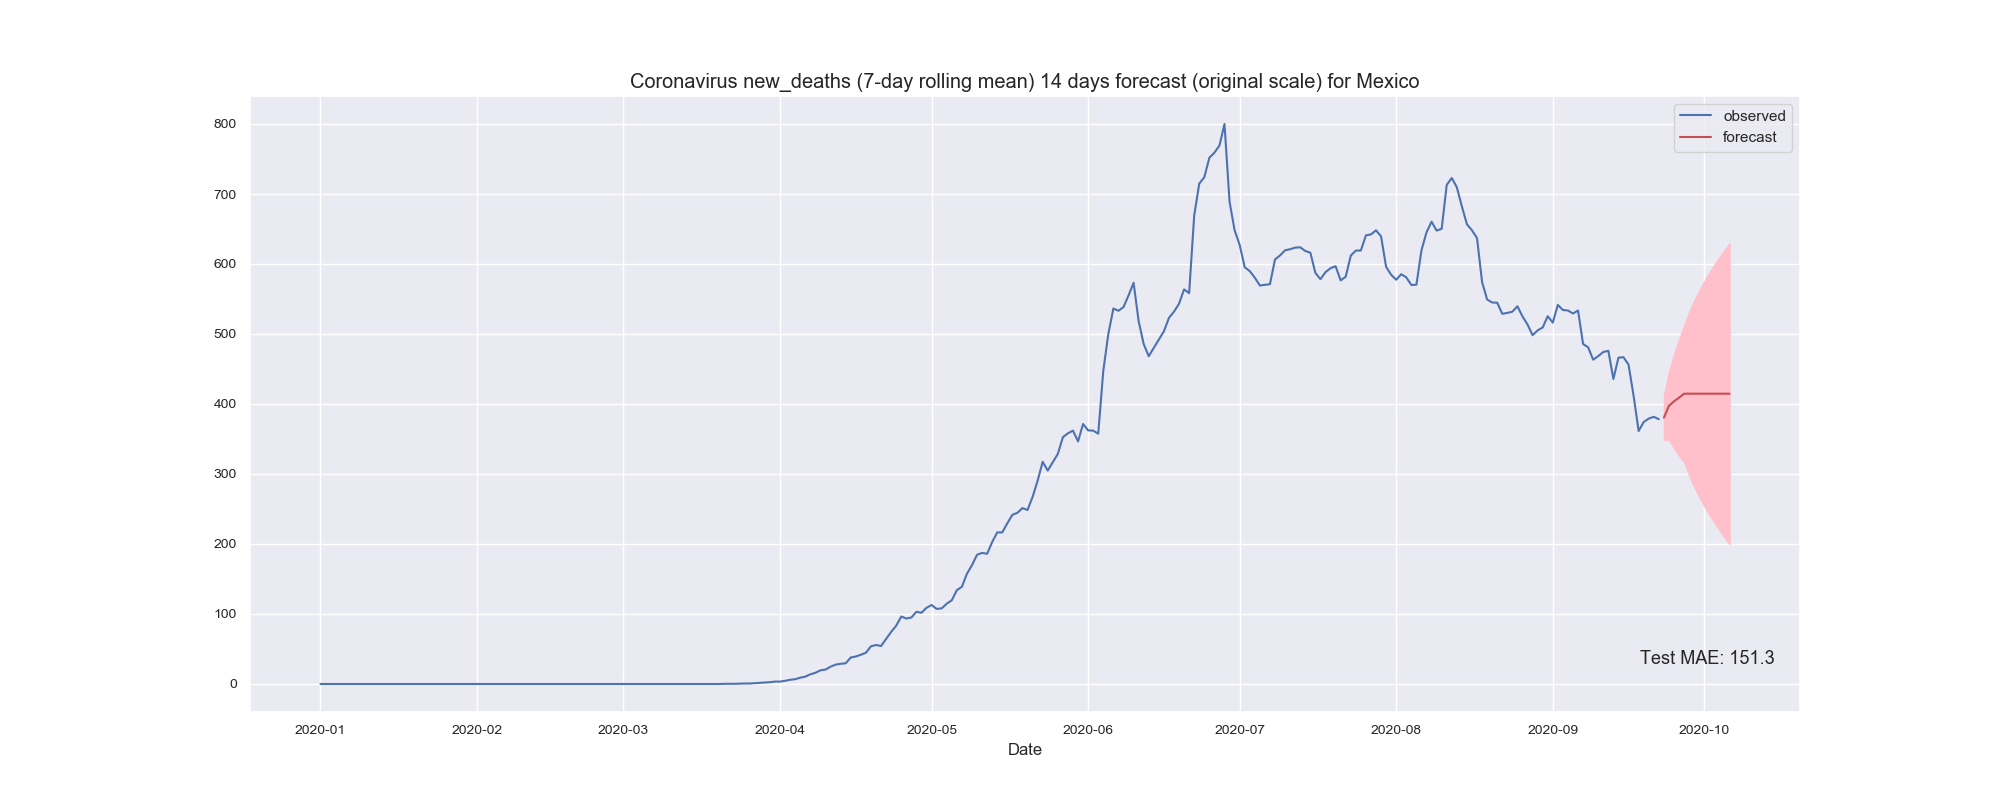 Coronavirus new_deaths (7-day rolling mean) 14 days forecast (original scale) for Mexico
800
700
600
500
400
300
200
100
0
observed
forecast
Test MAE: 151.3
2020-01 2020-02 2020-03 2020-04 2020-05 2020-06 2020-07 2020-08 2020-09 2020-10
Date